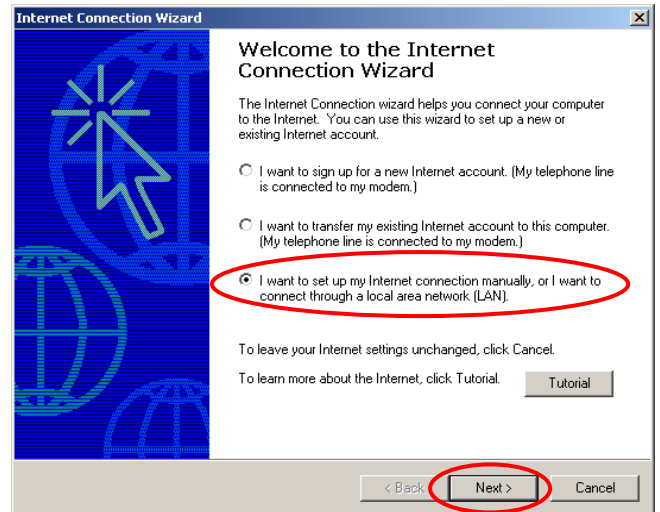 Internet Connection Wizard
Welcome to the Internet
Connection Wizard
The Internet Connection wizard helps you connect your computer
to the Internet. You can use this wizard to set up a new or
existing Internet account.
I want to sign up for a new Internet account. (My telephone line
is connected to my modem.)
I want to transfer my existing Internet account to this computer.
(My telephone line is connected to my modem.)
I want to set up my Internet connection manually, or I want to
connect through a local area network (LAN).
To leave your Internet settings unchanged, click Cancel.
To learn more about the Internet, click Tutorial.
Tutorial
< Back
Next >
Cancel